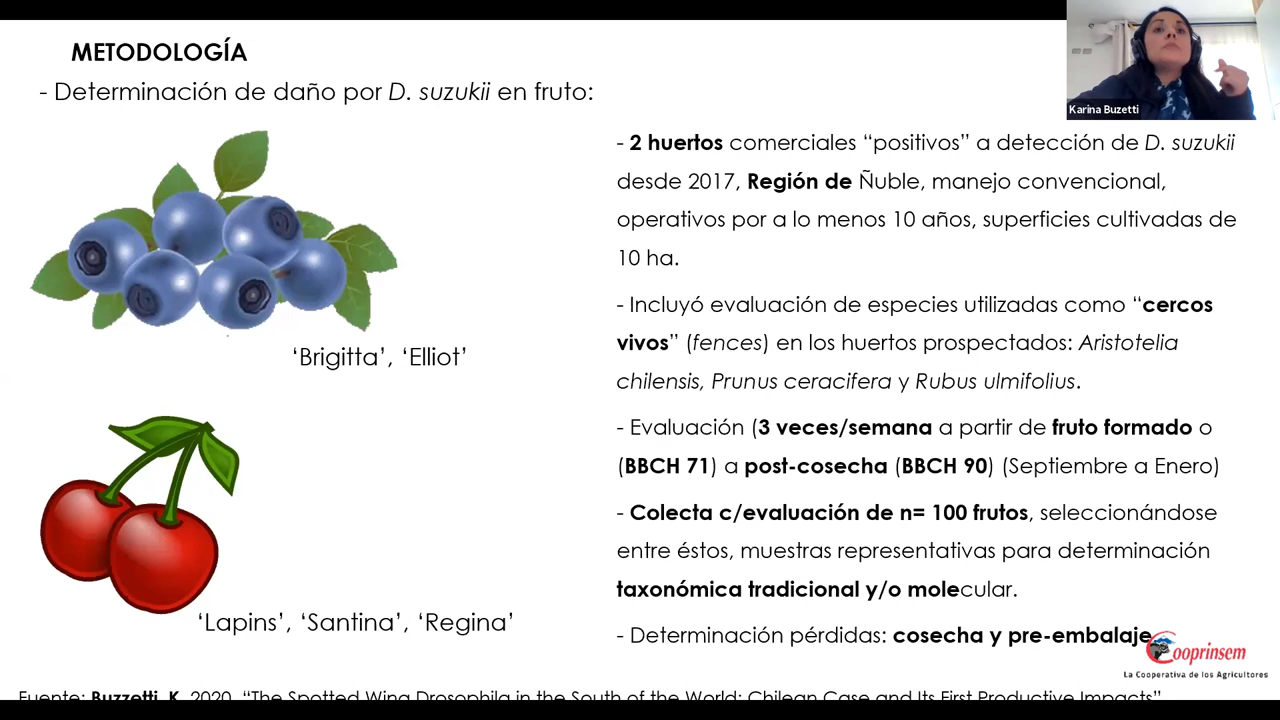 METODOLOGÍA
- Determinación de daño por D. suzukii en fruto:
Karina Buzetti
‘Brigitta’, ‘Elliot’
‘Lapins’, ‘Santina’, ‘Regina’
- 2 huertos comerciales “positivos” a detección de D. suzukii
desde 2017, Región de Ñuble, manejo convencional,
operativos por a lo menos 10 años, superficies cultivadas de
10 ha.
- Incluyó evaluación de especies utilizadas como “cercos
vivos” (fences) en los huertos prospectados: Aristotelia
chilensis, Prunus ceracifera y Rubus ulmifolius.
- Evaluación (3 veces/semana a partir de fruto formado o
(BBCH 71) a post-cosecha (BBCH 90) (Septiembre a Enero)
- Colecta c/evaluación de n= 100 frutos, seleccionándose
entre éstos, muestras representativas para determinación
taxonómica tradicional y/o molecular.
- Determinación pérdidas: cosecha y pre-embalaje
Cooprinsem
La Cooperativa de los Agricultores
Fuente: Buzzetti, K. 2020. “The Spotted Wing Drosophila in the South of the World: Chilean Case and Its First Productive Impacts”